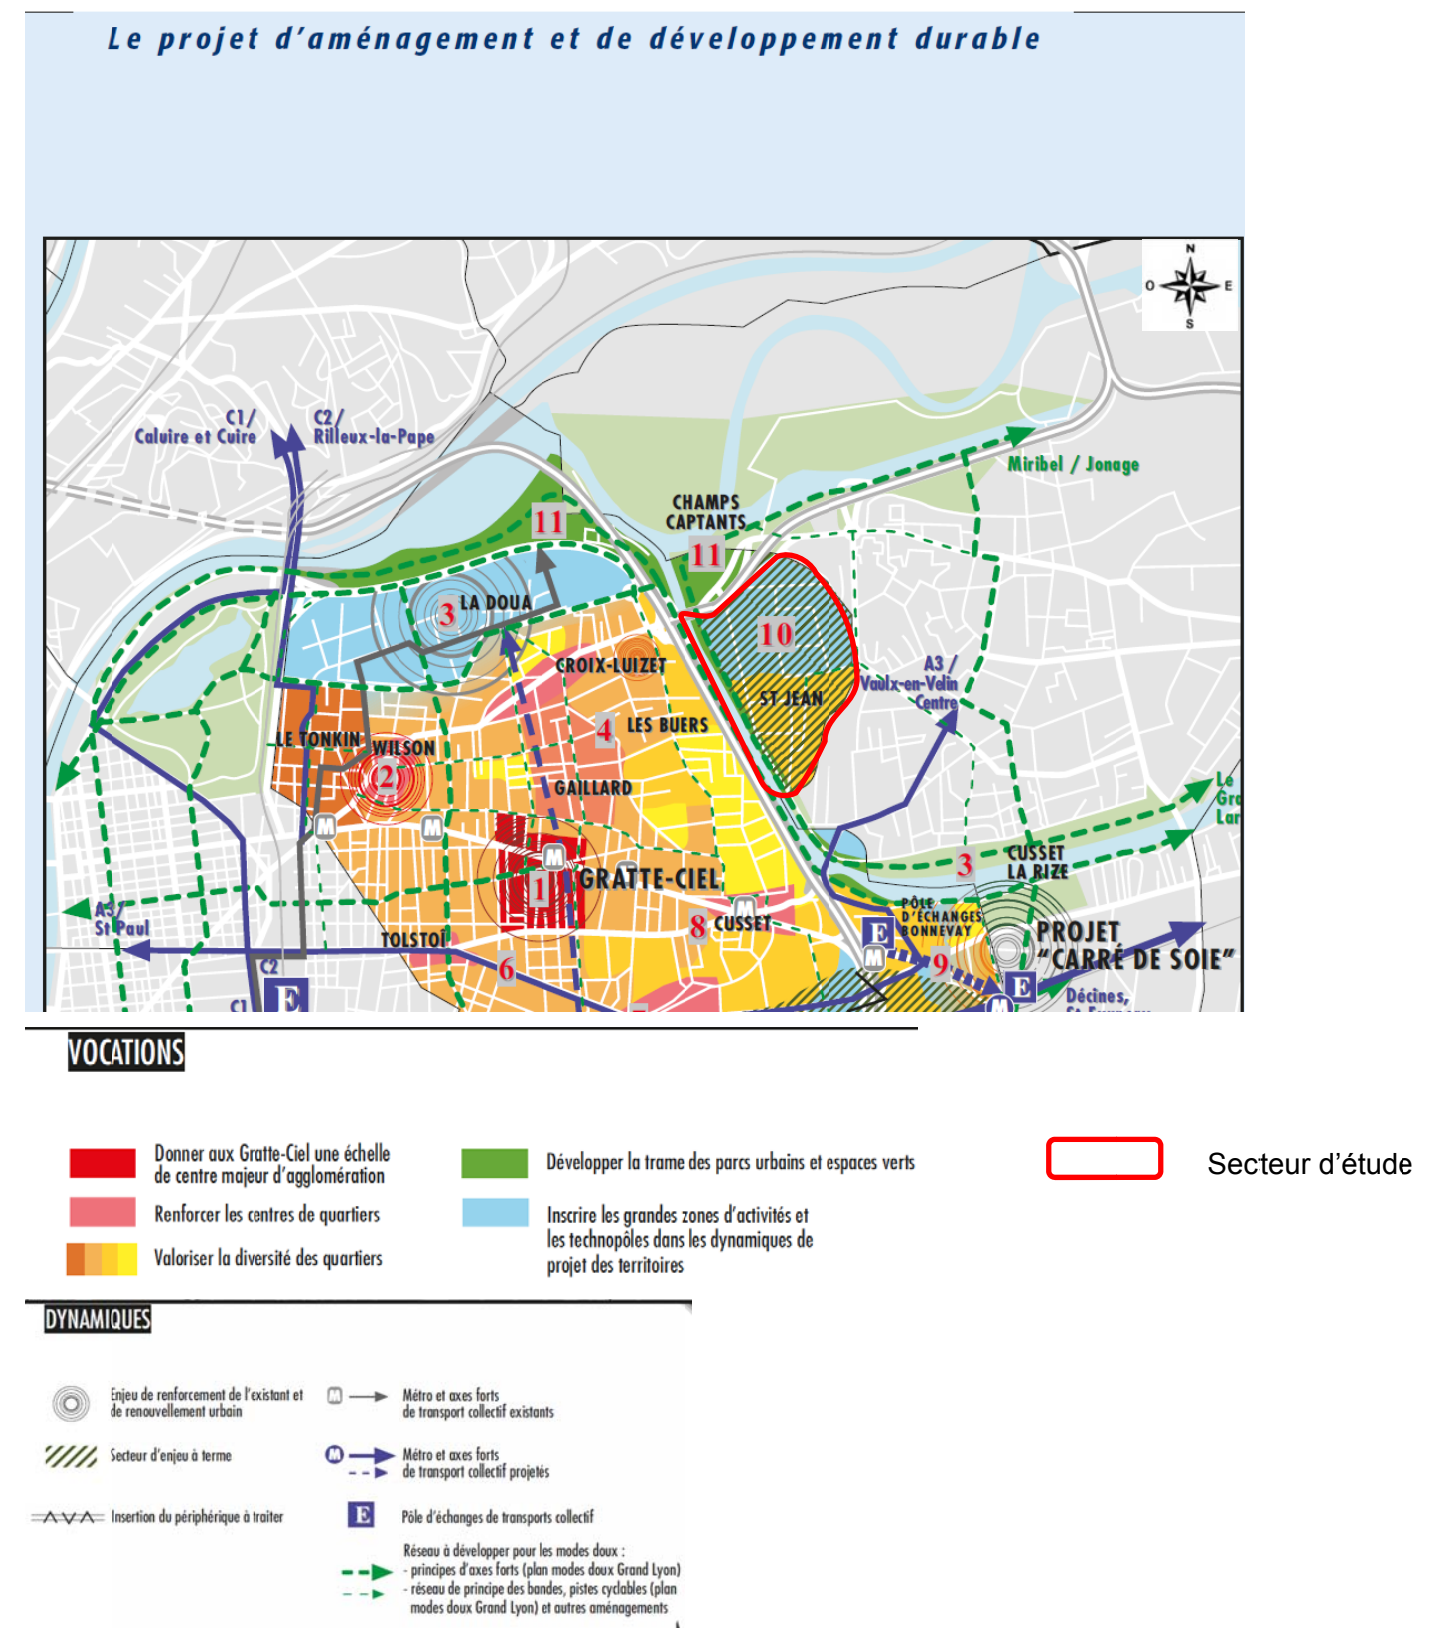 Le projet d'aménagement et de développement durable
N
O
E
S
C1/
Caluire et Cuire
C2/
Rilleux-la-Pape
Miribel / Jonage
CHAMPS
CAPTANTS
11
11
3
LA DOUA
10
CROIX-LUIZET
ST JEAN
A3 /
Vaulx-en-Velin
Centre
4
LES BUERS
LE TONKIN
WILSON
2
GAILLARD
Le
Gra
Lar
M
M
M
1
GRATTE-CIEL
3
CUSSET
LA RIZE
A3/
St Paul
M
8
CUSSET
PÔLE
D'ÉCHANGES
BONNEVAY
E
M
9
PROJET
"CARRÉ DE SOIE"
TOLSTOÏ
6
C2
C1
E
E
M
Décines,
VOCATIONS
Donner aux Gratte-Ciel une échelle
de centre majeur d'agglomération
Renforcer les centres de quartiers
Valoriser la diversité des quartiers
Développer la trame des parcs urbains et espaces verts
Inscrire les grandes zones d'activités et
les technopôles dans les dynamiques de
projet des territoires
Secteur d'étude
DYNAMIQUES
Enjeu de renforcement de l'existant et
de renouvellement urbain
Secteur d'enjeu à terme
Insertion du périphérique à traiter
M
Métro et axes forts
de transport collectif existants
M
Métro et axes forts
de transport collectif projetés
E
Pôle d'échanges de transports collectif
Réseau à développer pour les modes doux :
- principes d'axes forts (plan modes doux Grand Lyon)
- réseau de principe des bandes, pistes cyclables (plan
modes doux Grand Lyon) et autres aménagements